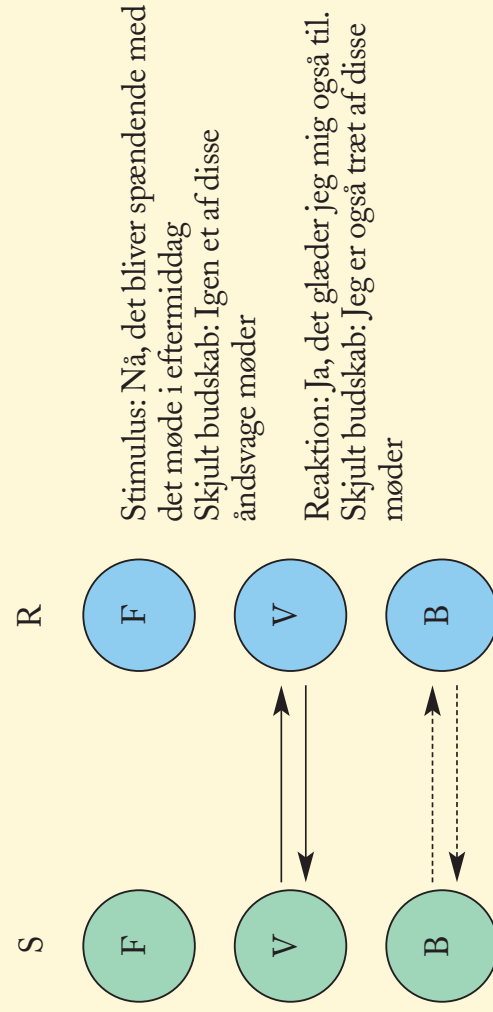 S
R
F
F
V
V
B
B
Stimulus: Nå, det bliver spændende med
det møde i eftermiddag
Skjult budskab: Igen et af disse
åndsvage møder
Reaktion: Ja, det glæder jeg mig også til.
Skjult budskab: Jeg er også træt af disse
møder